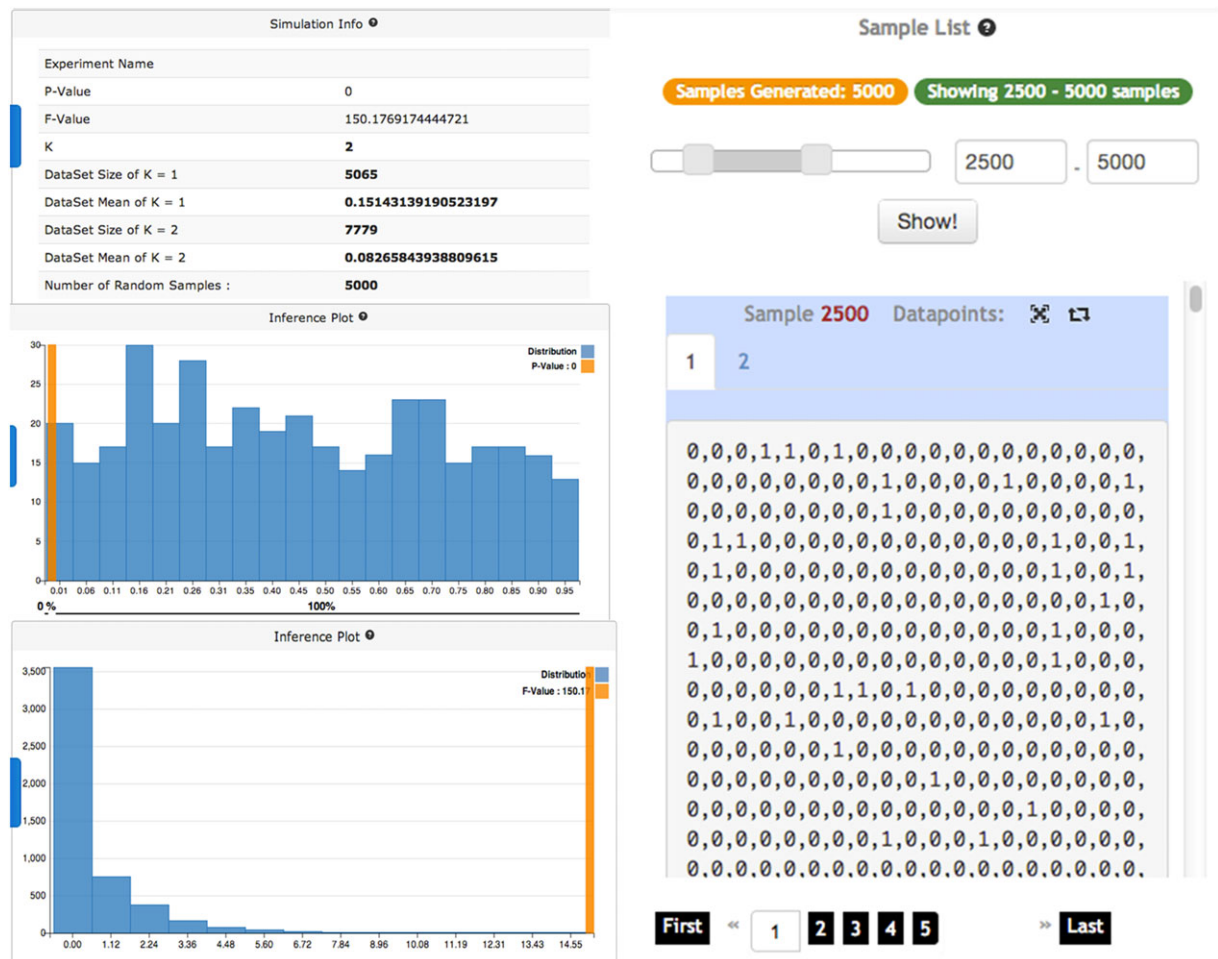 Simulation Info
Experiment Name
P-Value 0
F-Value 150.1769174444721
K 2
DataSet Size of K = 1 5065
DataSet Mean of K = 1 0.15143139190523197
DataSet Size of K = 2 7779
DataSet Mean of K = 2 0.08265843938809615
Number of Random Samples : 5000
Inference Plot
Distribution
P-Value : 0
30
25
20
15
10
5
0
0.01 0.06 0.11 0.16 0.21 0.26 0.31 0.35 0.40 0.45 0.50 0.55 0.60 0.65 0.70 0.75 0.80 0.85 0.90 0.95
0 % 100%
Inference Plot
Distribution
F-Value : 150.17
3,500
3,000
2,500
2,000
1,500
1,000
500
0
0.00 1.12 2.24 3.36 4.48 5.60 6.72 7.84 8.96 10.08 11.19 12.31 13.43 14.55
Sample List
Samples Generated: 5000 Showing 2500 - 5000 samples
2500 - 5000
Show!
Sample 2500 Datapoints:
1 2
0,0,0,1,1,0,1,0,0,0,0,0,0,0,0,0,0,0,0,
0,0,0,0,0,0,0,0,1,0,0,0,0,1,0,0,0,0,1,
0,0,0,0,0,0,0,0,1,0,0,0,0,0,0,0,0,0,0,
0,1,1,0,0,0,0,0,0,0,0,0,0,0,0,1,0,0,1,
0,1,0,0,0,0,0,0,0,0,0,0,0,0,0,1,0,0,1,
0,0,0,0,0,0,0,0,0,0,0,0,0,0,0,0,0,1,0,
0,1,0,0,0,0,0,0,0,0,0,0,0,0,0,1,0,0,0,
1,0,0,0,0,0,0,0,0,0,0,0,0,0,0,1,0,0,0,
0,0,0,0,0,0,1,1,0,1,0,0,0,0,0,0,0,0,0,
0,1,0,0,1,0,0,0,0,0,0,0,0,0,0,0,0,1,0,
0,0,0,0,0,0,1,0,0,0,0,0,0,0,0,0,0,0,0,
0,0,0,0,0,0,0,0,0,0,1,0,0,0,0,0,0,0,0,
0,0,0,0,0,0,0,0,0,0,0,0,0,0,1,0,0,0,0,
0,0,0,0,0,0,0,0,1,0,0,0,1,0,0,0,0,0,0,
0,0,0,0,0,0,0,0,0,0,0,0,0,0,0,0,0,0,0,
First « 1 2 3 4 5 » Last